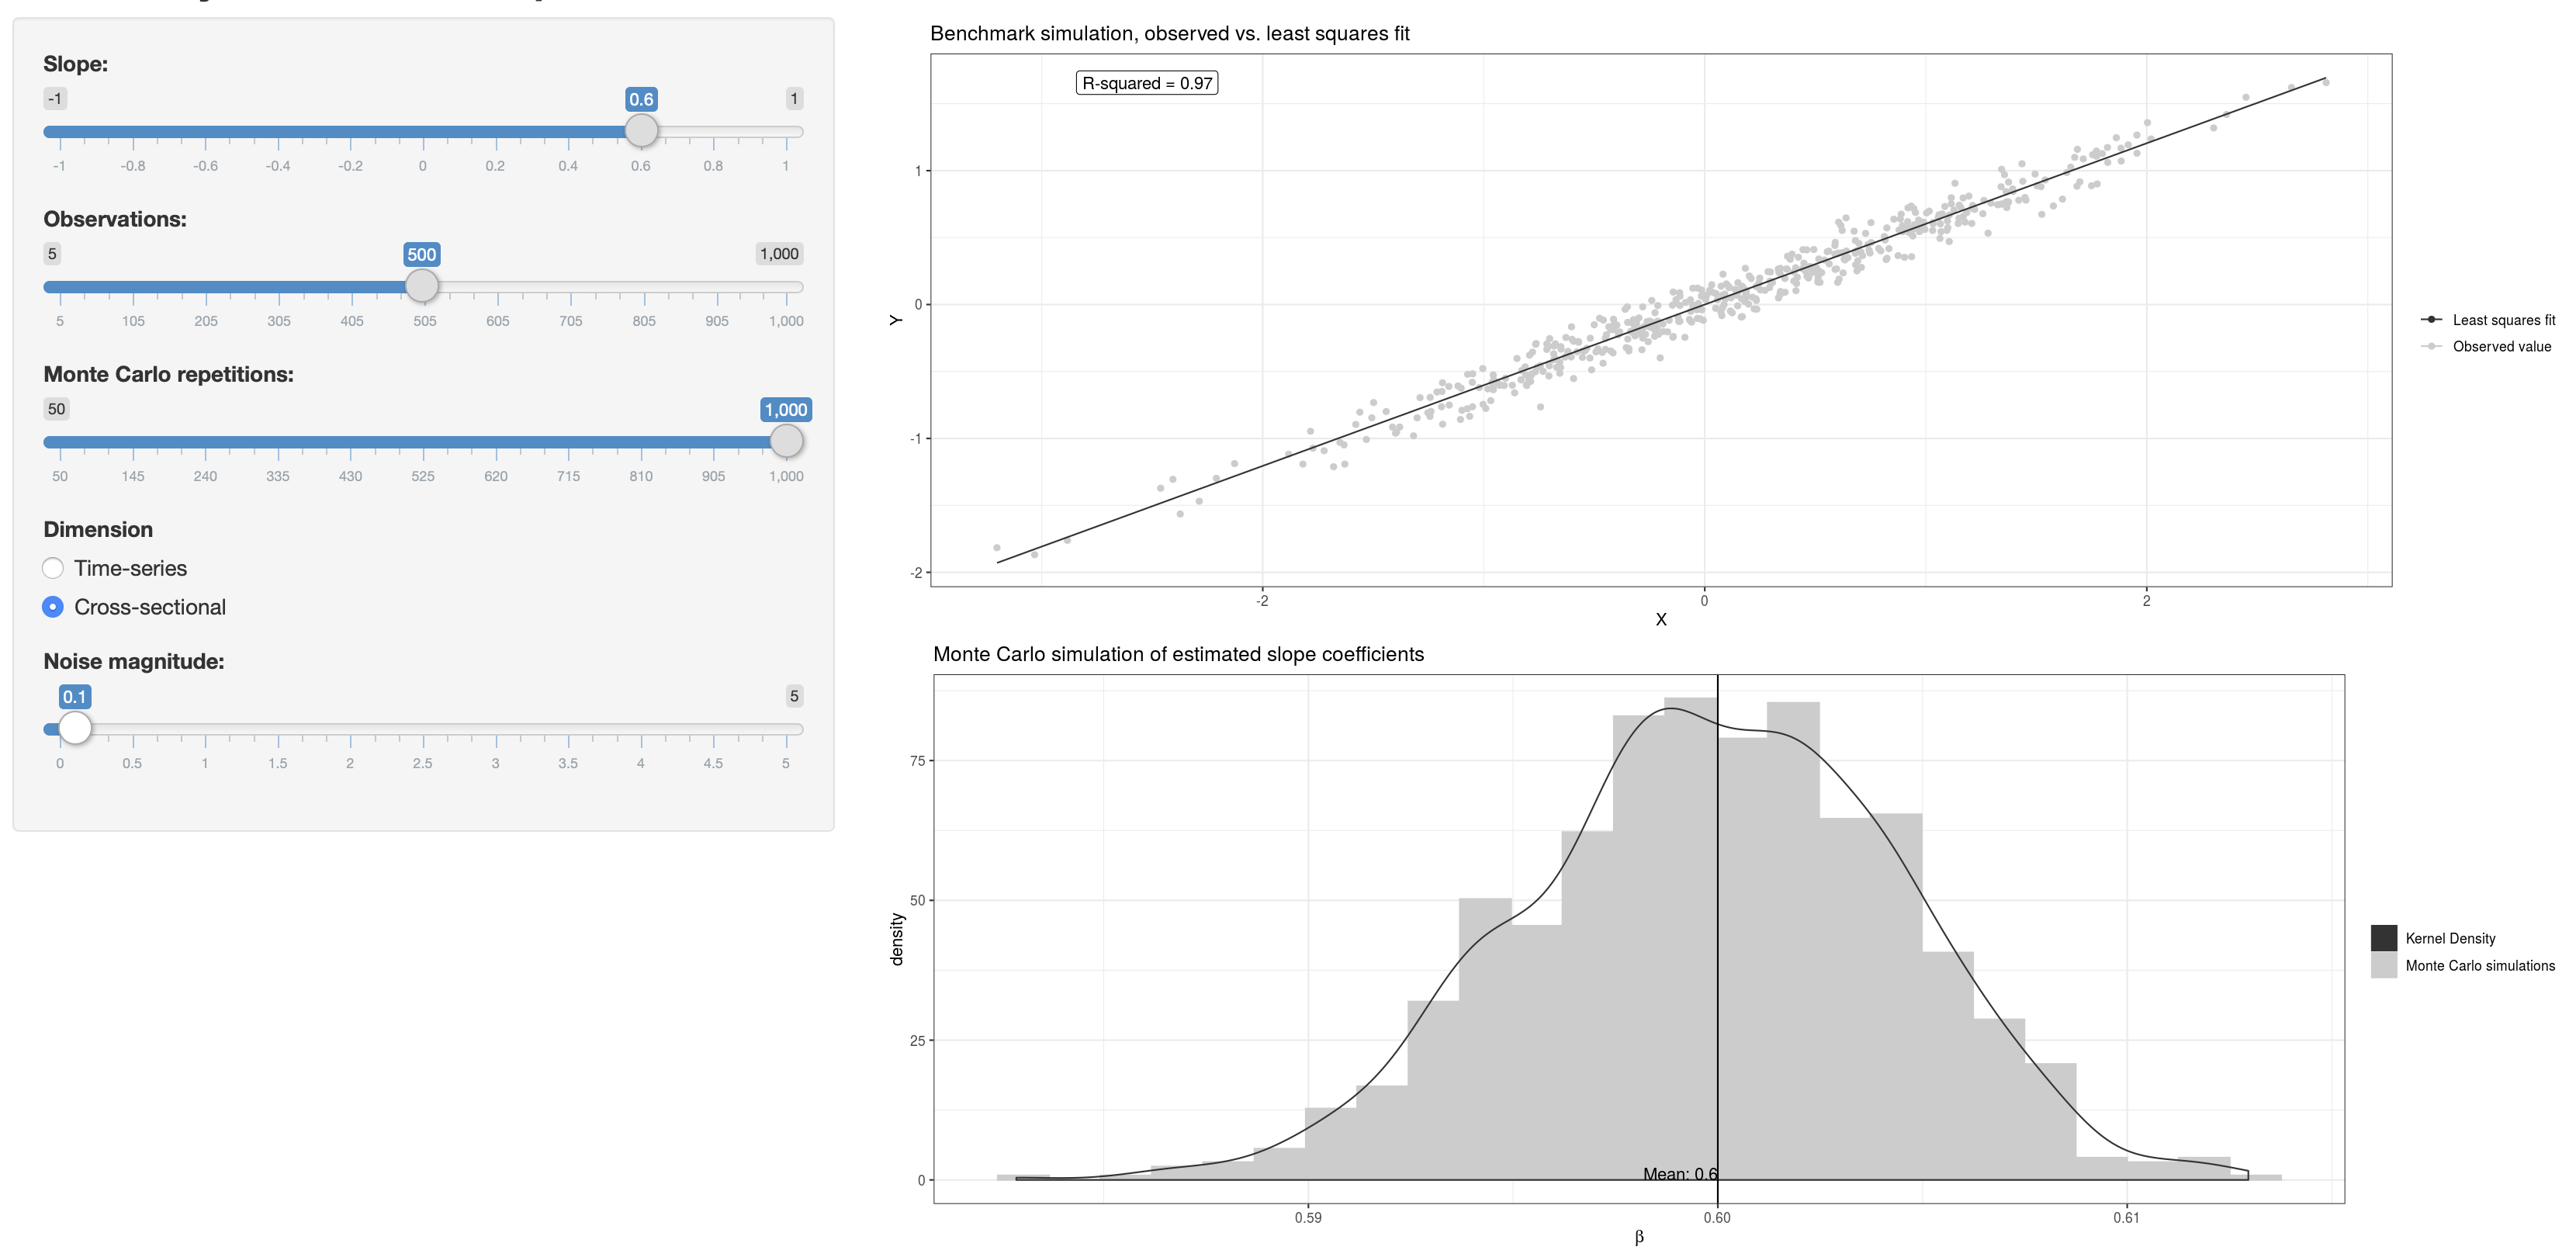 Slope:
-1 0.6 1
-1 -0.8 -0.6 -0.4 -0.2 0 0.2 0.4 0.6 0.8 1
Observations:
5 500 1,000
5 105 205 305 405 505 605 705 805 905 1,000
Monte Carlo repetitions:
50 1,000
50 145 240 335 430 525 620 715 810 905 1,000
Dimension
Time-series
Cross-sectional
Noise magnitude:
0.1 5
0 0.5 1 1.5 2 2.5 3 3.5 4 4.5 5
Benchmark simulation, observed vs. least squares fit
R-squared = 0.97
1
0
-1
-2
Y
-2 0 2
X
Least squares fit
Observed value
Monte Carlo simulation of estimated slope coefficients
75
50
25
0
density
Mean: 0.6
0.59 0.60 0.61
β
Kernel Density
Monte Carlo simulations